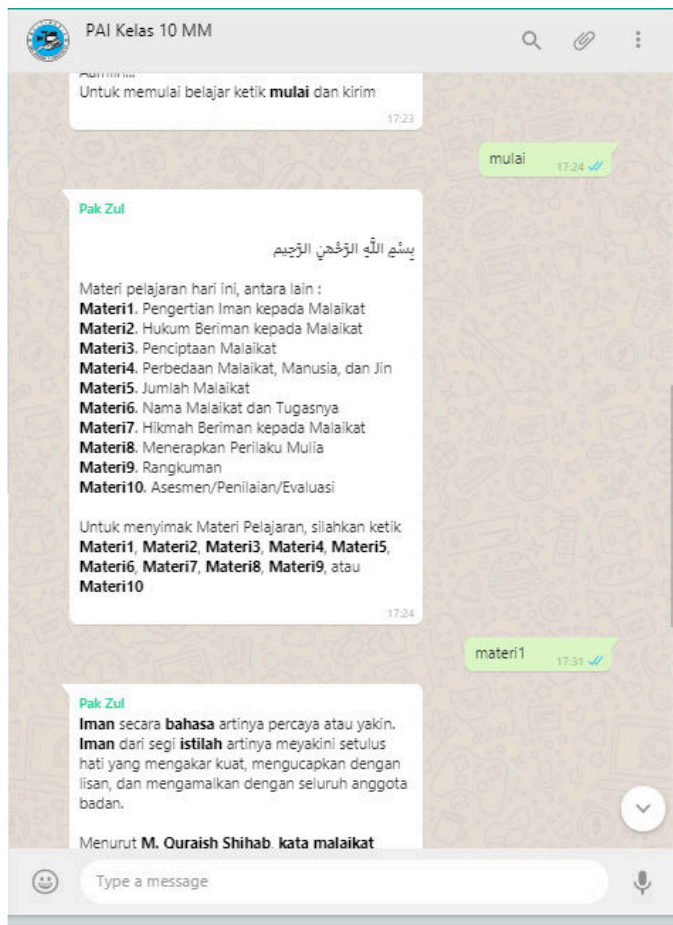 PAI Kelas 10 MM
Untuk memulai belajar ketik mulai dan kirim
17:23
mulai
17:24
Pak Zul
بِسْمِ اللَّهِ الرَّحْمنِ الرَّحِيم
Materi pelajaran hari ini, antara lain :
Materi1. Pengertian Iman kepada Malaikat
Materi2. Hukum Beriman kepada Malaikat
Materi3. Penciptaan Malaikat
Materi4. Perbedaan Malaikat, Manusia, dan Jin
Materi5. Jumlah Malaikat
Materi6. Nama Malaikat dan Tugasnya
Materi7. Hikmah Beriman kepada Malaikat
Materi8. Menerapkan Perilaku Mulia
Materi9. Rangkuman
Materi10. Asesmen/Penilaian/Evaluasi
Untuk menyimak Materi Pelajaran, silahkan ketik
Materi1, Materi2, Materi3, Materi4, Materi5,
Materi6, Materi7, Materi8, Materi9, atau
Materi10
17:24
materi1
17:31
Pak Zul
Iman secara bahasa artinya percaya atau yakin.
Iman dari segi istilah artinya meyakini setulus
hati yang mengakar kuat, mengucapkan dengan
lisan, dan mengamalkan dengan seluruh anggota
badan.
Menurut M. Quraish Shihab, kata malaikat
Type a message